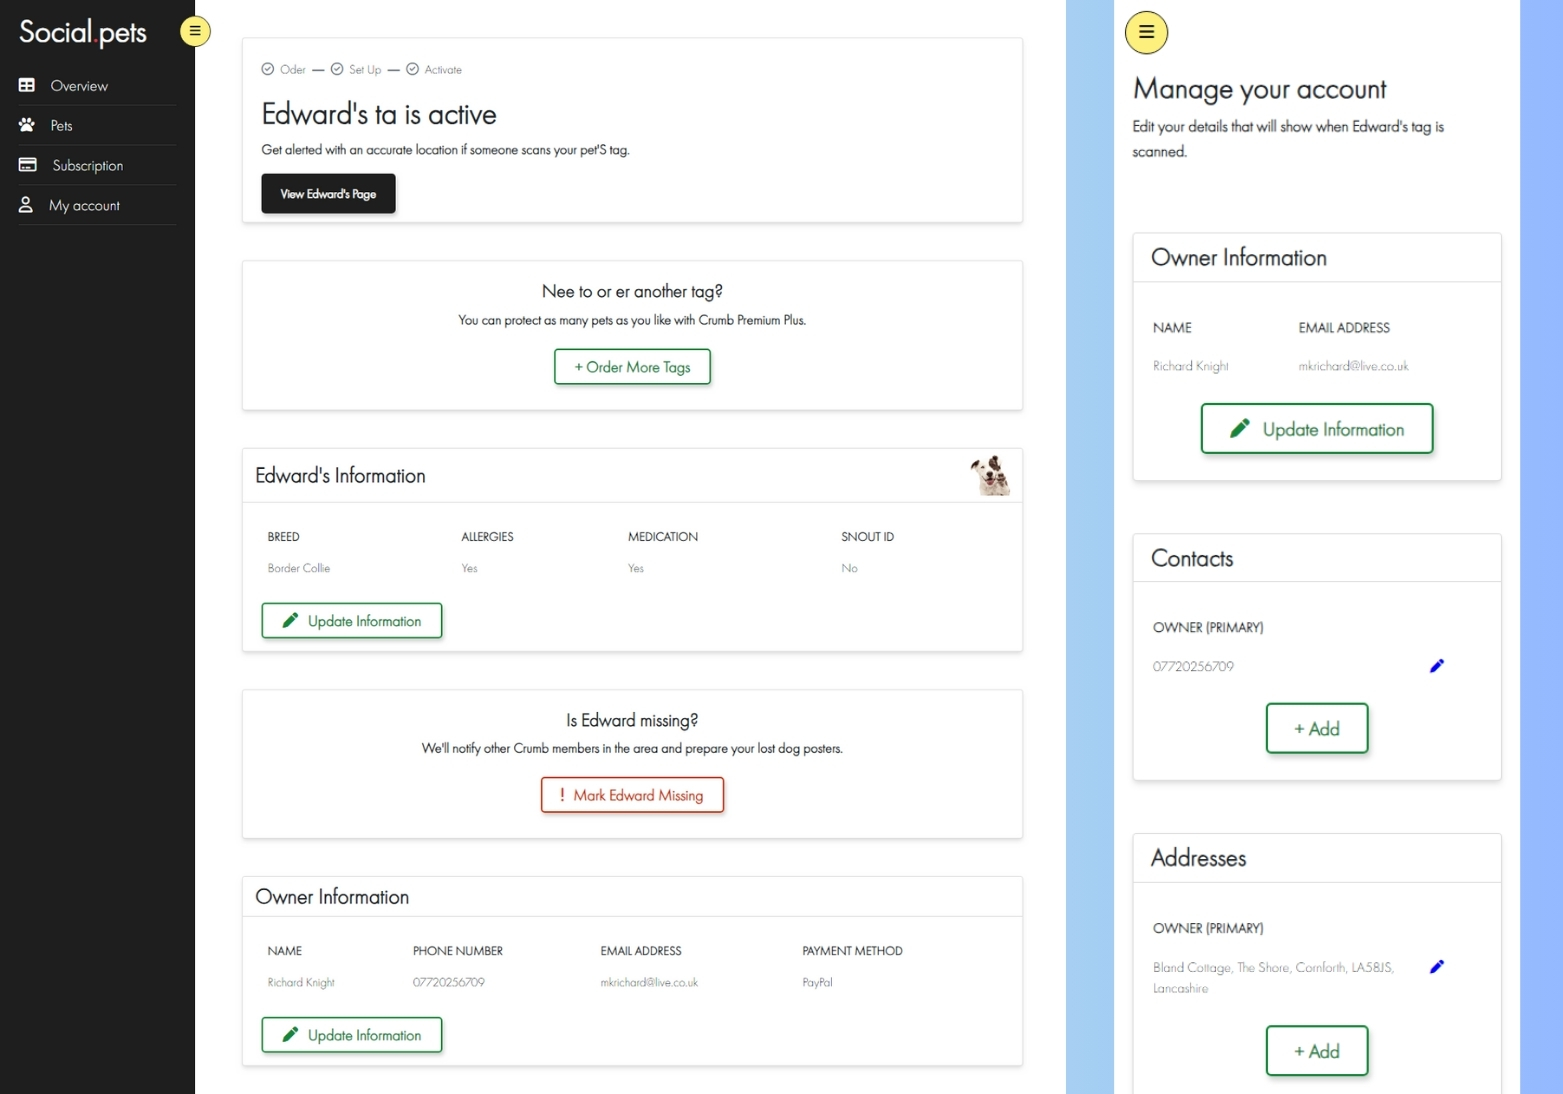 Social.pets
Overview
Pets
Subscription
My account
Oder — Set Up — Activate
Edward's ta is active
Get alerted with an accurate location if someone scans your pet'S tag.
View Edward's Page
Nee to or er another tag?
You can protect as many pets as you like with Crumb Premium Plus.
+ Order More Tags
Edward's Information
BREED ALLERGIES MEDICATION SNOUT ID
Border Collie Yes Yes No
Update Information
Is Edward missing?
We'll notify other Crumb members in the area and prepare your lost dog posters.
! Mark Edward Missing
Owner Information
NAME PHONE NUMBER EMAIL ADDRESS PAYMENT METHOD
Richard Knight 07720256709 mkrichard@live.co.uk PayPal
Update Information
Manage your account
Edit your details that will show when Edward's tag is
scanned.
Owner Information
NAME EMAIL ADDRESS
Richard Knight mkrichard@live.co.uk
Update Information
Contacts
OWNER (PRIMARY)
07720256709
+ Add
Addresses
OWNER (PRIMARY)
Bland Cottage, The Shore, Cornforth, LA58JS,
Lancashire
+ Add